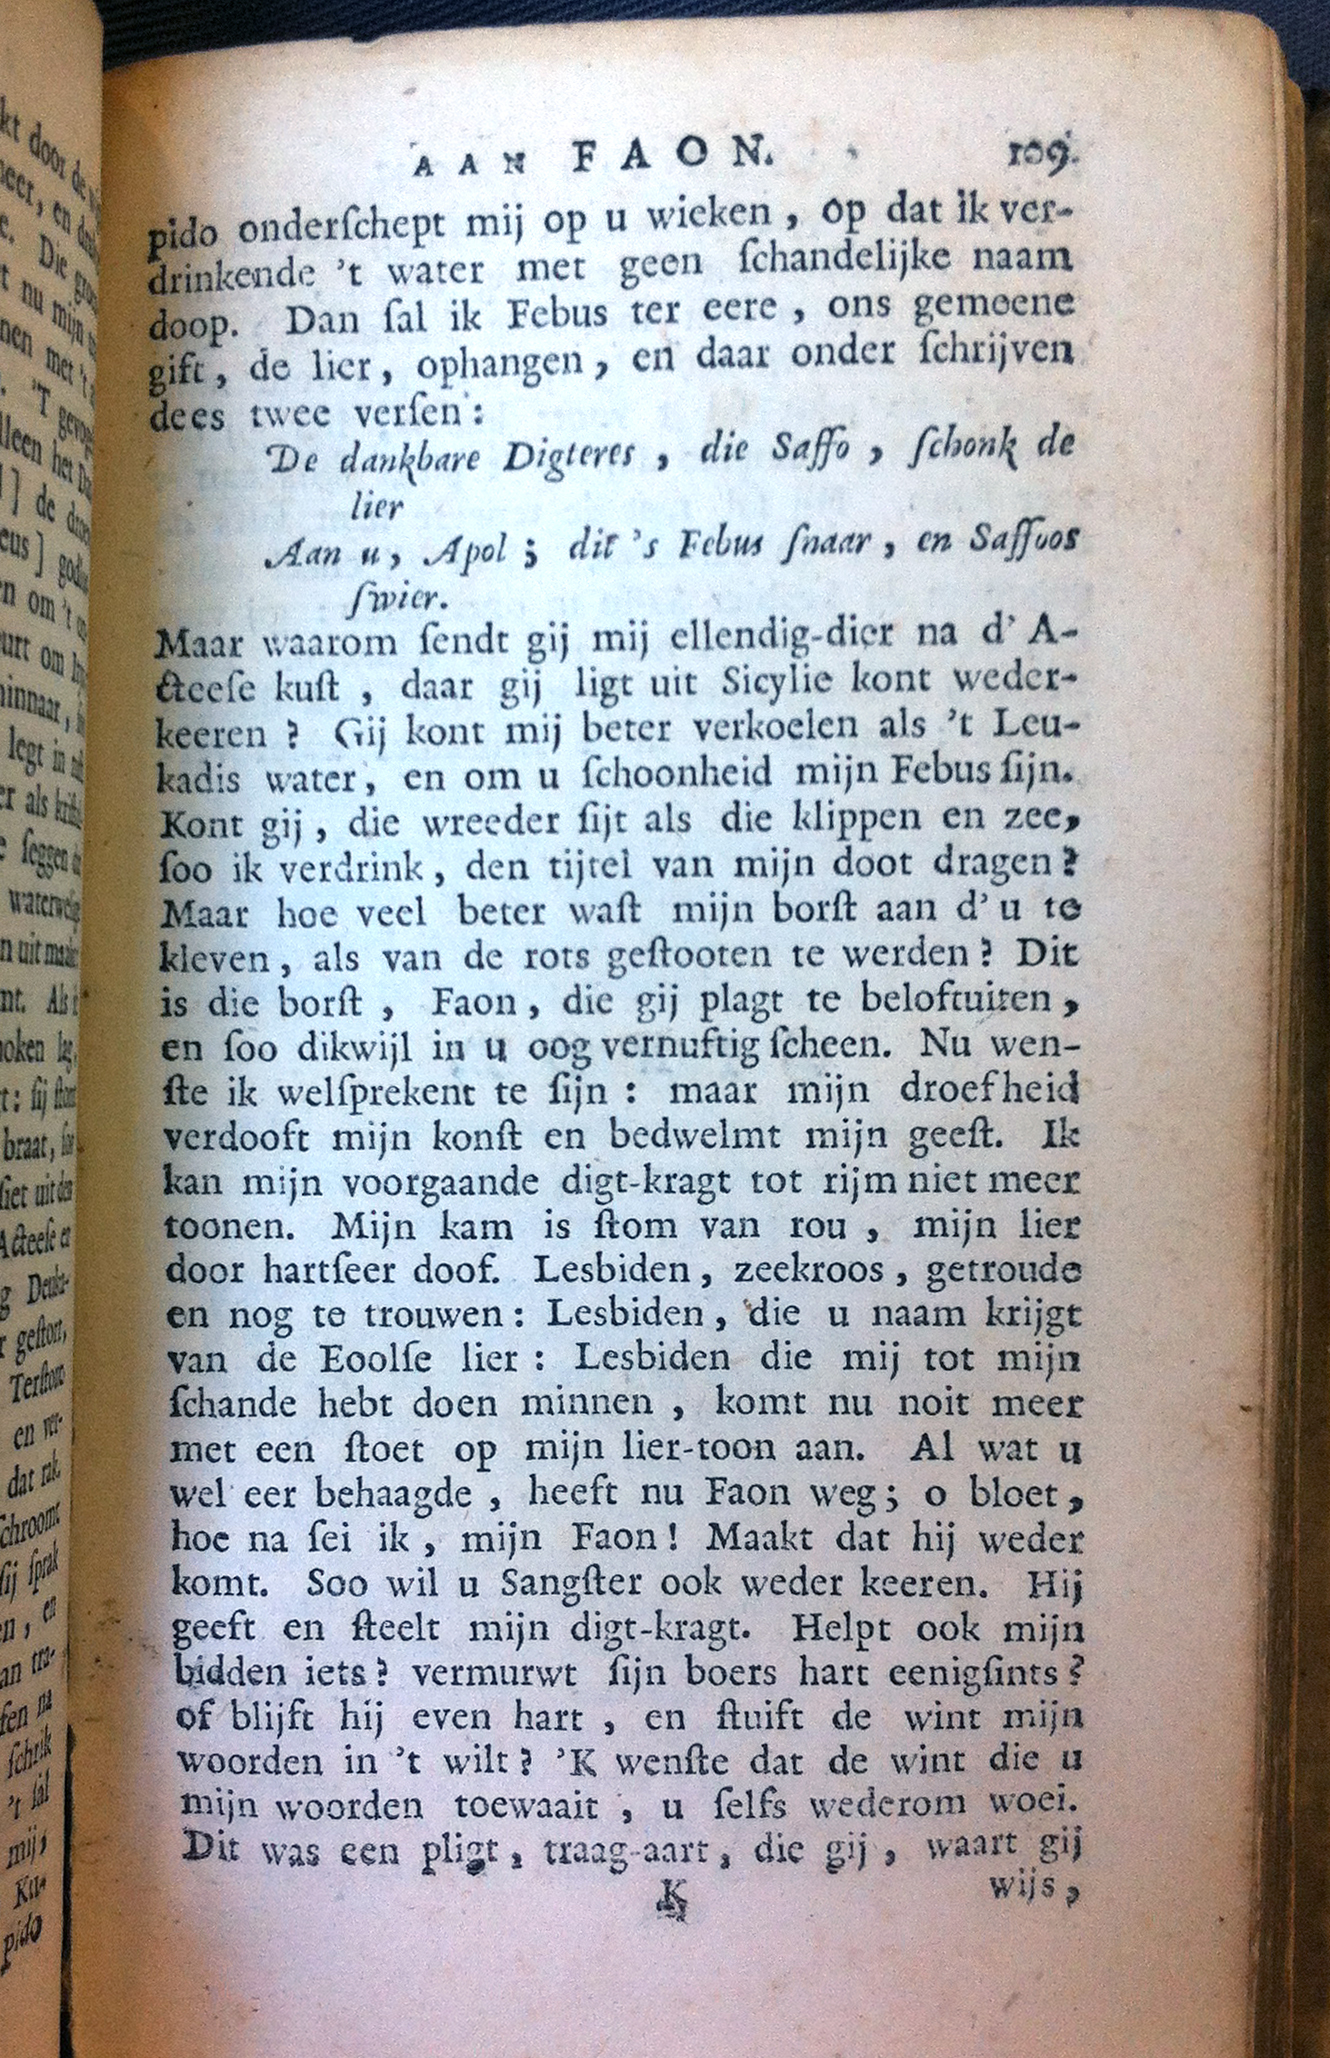 AAN FAON. 109.
pido onderſchept mij op u wieken, op dat ik ver-
drinkende 't water met geen ſchandelijke naam
doop. Dan ſal ik Febus ter eere, ons gemeene
gift, de lier, ophangen, en daar onder ſchrijven
dees twee verſen:
De dankbare Digteres, die Saffo, ſchonk de
lier
Aan u, Apol; dit 's Febus ſnaar, en Saffoos
ſwier.
Maar waarom ſendt gij mij ellendig-dier na d' A-
cteeſe kuſt, daar gij ligt uit Sicylie kont weder-
keeren? Gij kont mij beter verkoelen als 't Leu-
kadis water, en om u ſchoonheid mijn Febus ſijn.
Kont gij, die wreeder ſijt als die klippen en zee,
ſoo ik verdrink, den tijtel van mijn doot dragen?
Maar hoe veel beter waſt mijn borſt aan d' u te
kleven, als van de rots geſtooten te werden? Dit
is die borſt, Faon, die gij plagt te beloftuiten,
en ſoo dikwijl in u oog vernuftig ſcheen. Nu wen-
ſte ik welſprekent te ſijn: maar mijn droefheid
verdooft mijn konſt en bedwelmt mijn geeſt. Ik
kan mijn voorgaande digt-kragt tot rijm niet meer
toonen. Mijn kam is ſtom van rou, mijn lier
door hartſeer doof. Lesbiden, zeekroos, getroude
en nog te trouwen: Lesbiden, die u naam krijgt
van de Eoolſe lier: Lesbiden die mij tot mijn
ſchande hebt doen minnen, komt nu noit meer
met een ſtoet op mijn lier-toon aan. Al wat u
wel eer behaagde, heeft nu Faon weg; o bloet,
hoe na ſei ik, mijn Faon! Maakt dat hij weder
komt. Soo wil u Sangſter ook weder keeren. Hij
geeft en ſteelt mijn digt-kragt. Helpt ook mijn
bidden iets? vermurwt ſijn boers hart eenigſints?
of blijft hij even hart, en ſtuift de wint mijn
woorden in 't wilt? 'K wenſte dat de wint die u
mijn woorden toewaait, u ſelfs wederom woei.
Dit was een pligt, traag-aart, die gij, waart gij
K wijs,